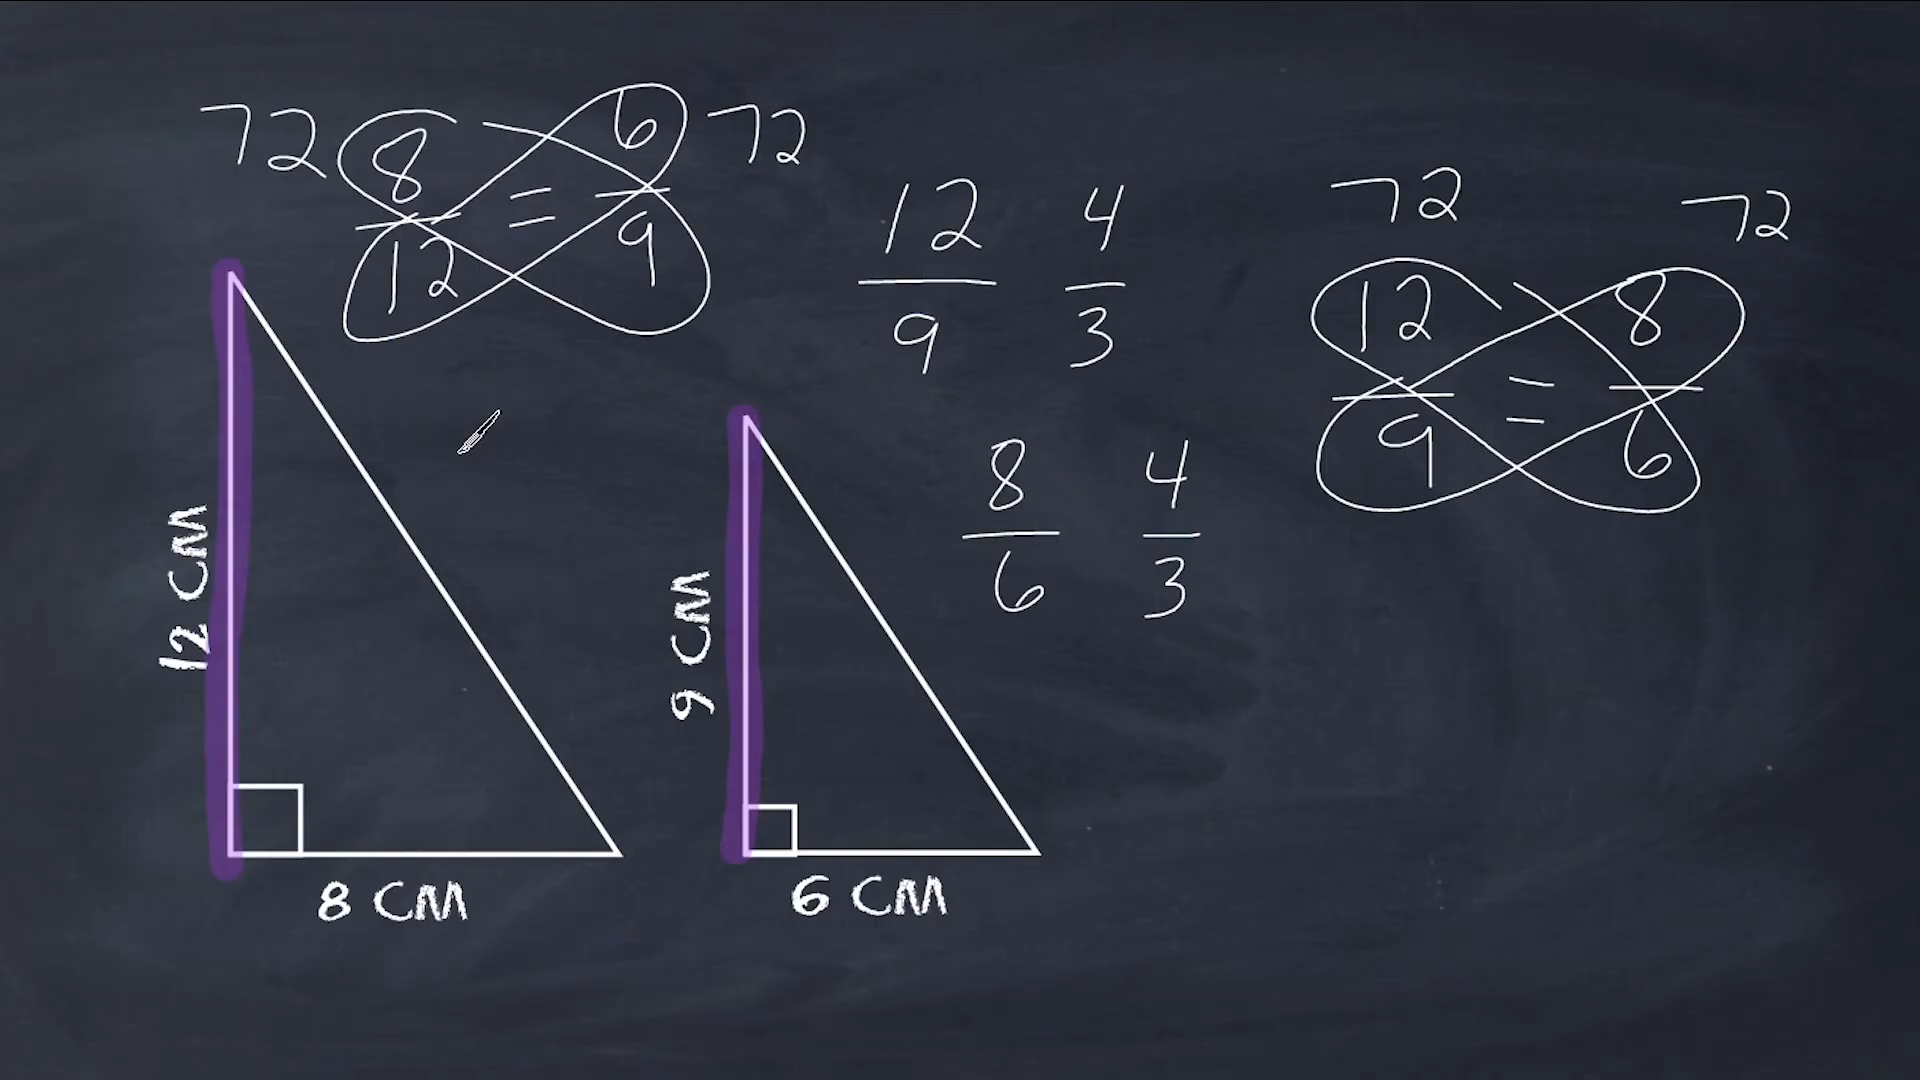 72 8/12 = 6/9 72
12/9 4/3
72 12/9 = 8/6 72
8/6 4/3
12 CM
8 CM
9 CM
6 CM